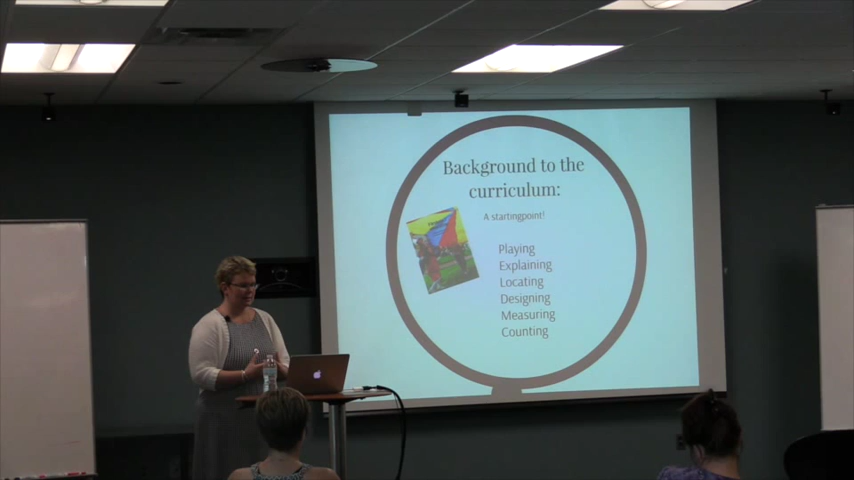 Background to the
curriculum:
A startingpoint!
Playing
Explaining
Locating
Designing
Measuring
Counting